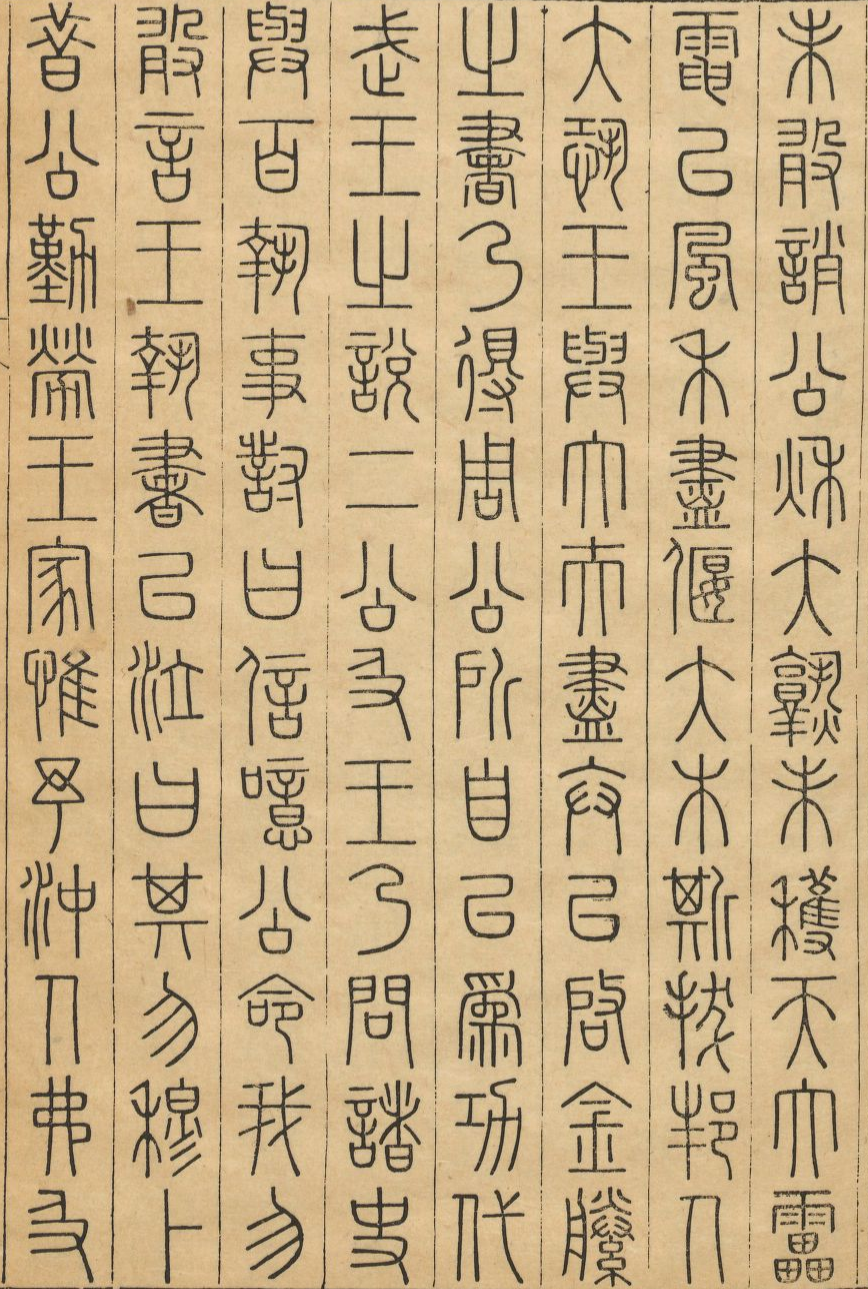 未敢誚公秋大熟未穫天大靁
電以風禾盡偃大木斯拔邦人
大恐王與大夫盡弁以啟金縢
之書乃得周公所自以爲功代
武王之說二公及王乃問諸史
與百執事對曰信噫公命我勿
敢言王執書以泣曰其勿穆卜
昔公勤勞王家惟予沖人弗及